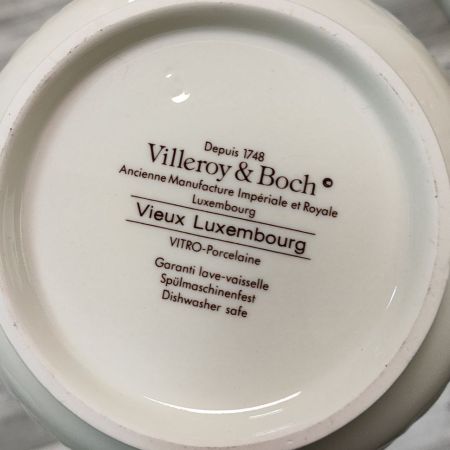 Depuis 1748
Villeroy & Boch ©
Ancienne Manufacture Impériale et Royale
Luxembourg
Vieux Luxembourg
VITRO-Porcelaine
Garanti lave-vaisselle
Spülmaschinenfest
Dishwasher safe